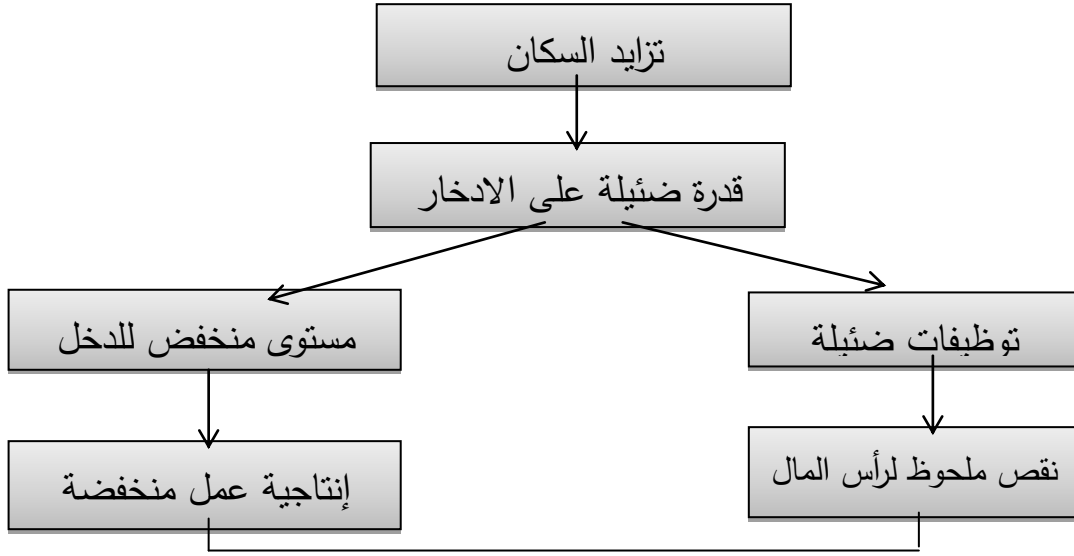 تزايد السكان
قدرة ضئيلة على الادخار
توظيفات ضئيلة
مستوى منخفض للدخل
نقص ملحوظ لرأس المال
إنتاجية عمل منخفضة